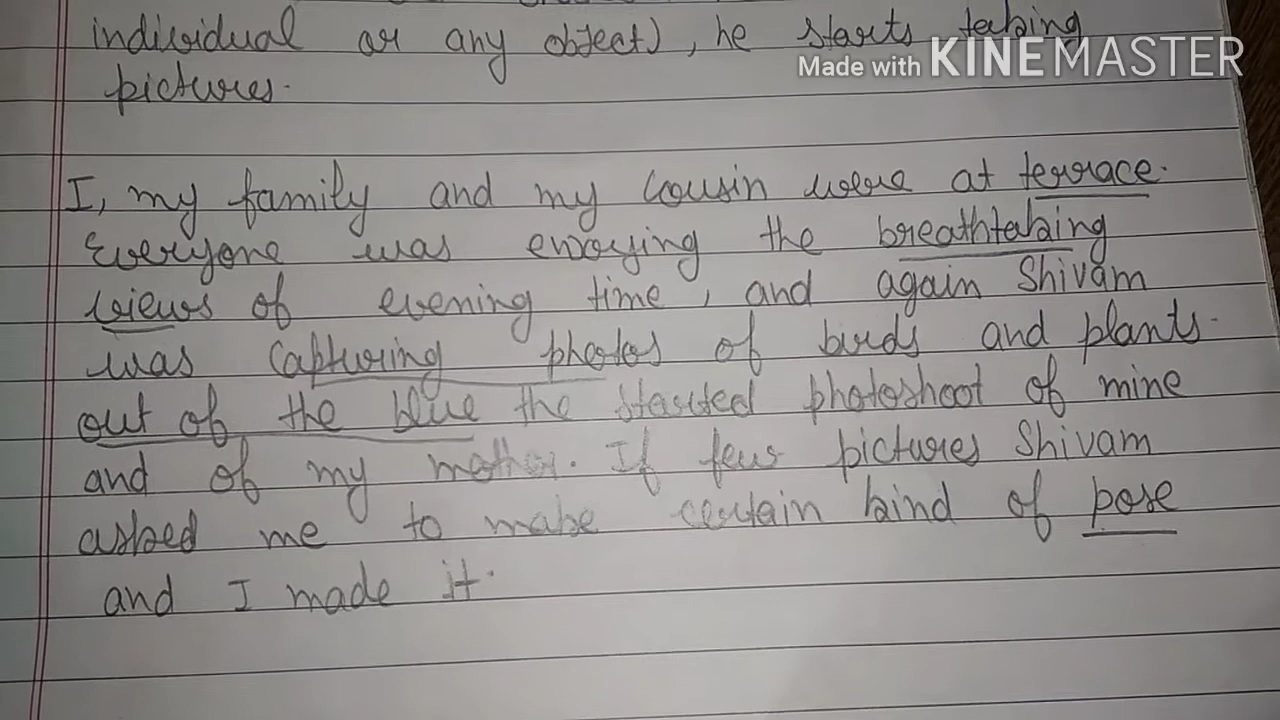 individual or any object), he starts taking
Made with KINEMASTER
pictures.
I, my family and my cousin were at terrace.
Everyone was enjoying the breathtaking
views of evening time, and again Shivam
was capturing photos of birds and plants.
out of the blue the started photoshoot of mine
and of my mother. If few pictures Shivam
asked me to make certain kind of pose
and I made it.